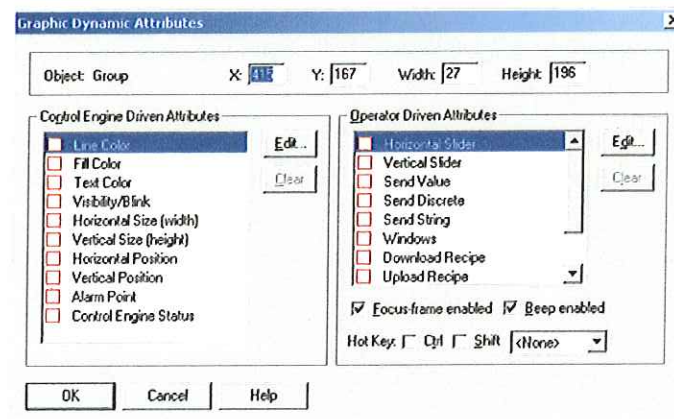 Graphic Dynamic Attributes
Object: Group X: Y: 167 Width: 27 Height: 196
Control Engine Driven Attributes
Line Color
Fill Color
Text Color
Visibility/Blink
Horizontal Size (width)
Vertical Size (height)
Horizontal Position
Vertical Position
Alarm Point
Control Engine Status
Edit...
Clear
Operator Driven Attributes
Horizontal Slider
Vertical Slider
Send Value
Send Discrete
Send String
Windows
Download Recipe
Upload Recipe
Edit...
Clear
Focus-frame enabled Beep enabled
Hot Key: Ctrl Shift <None>
OK Cancel Help